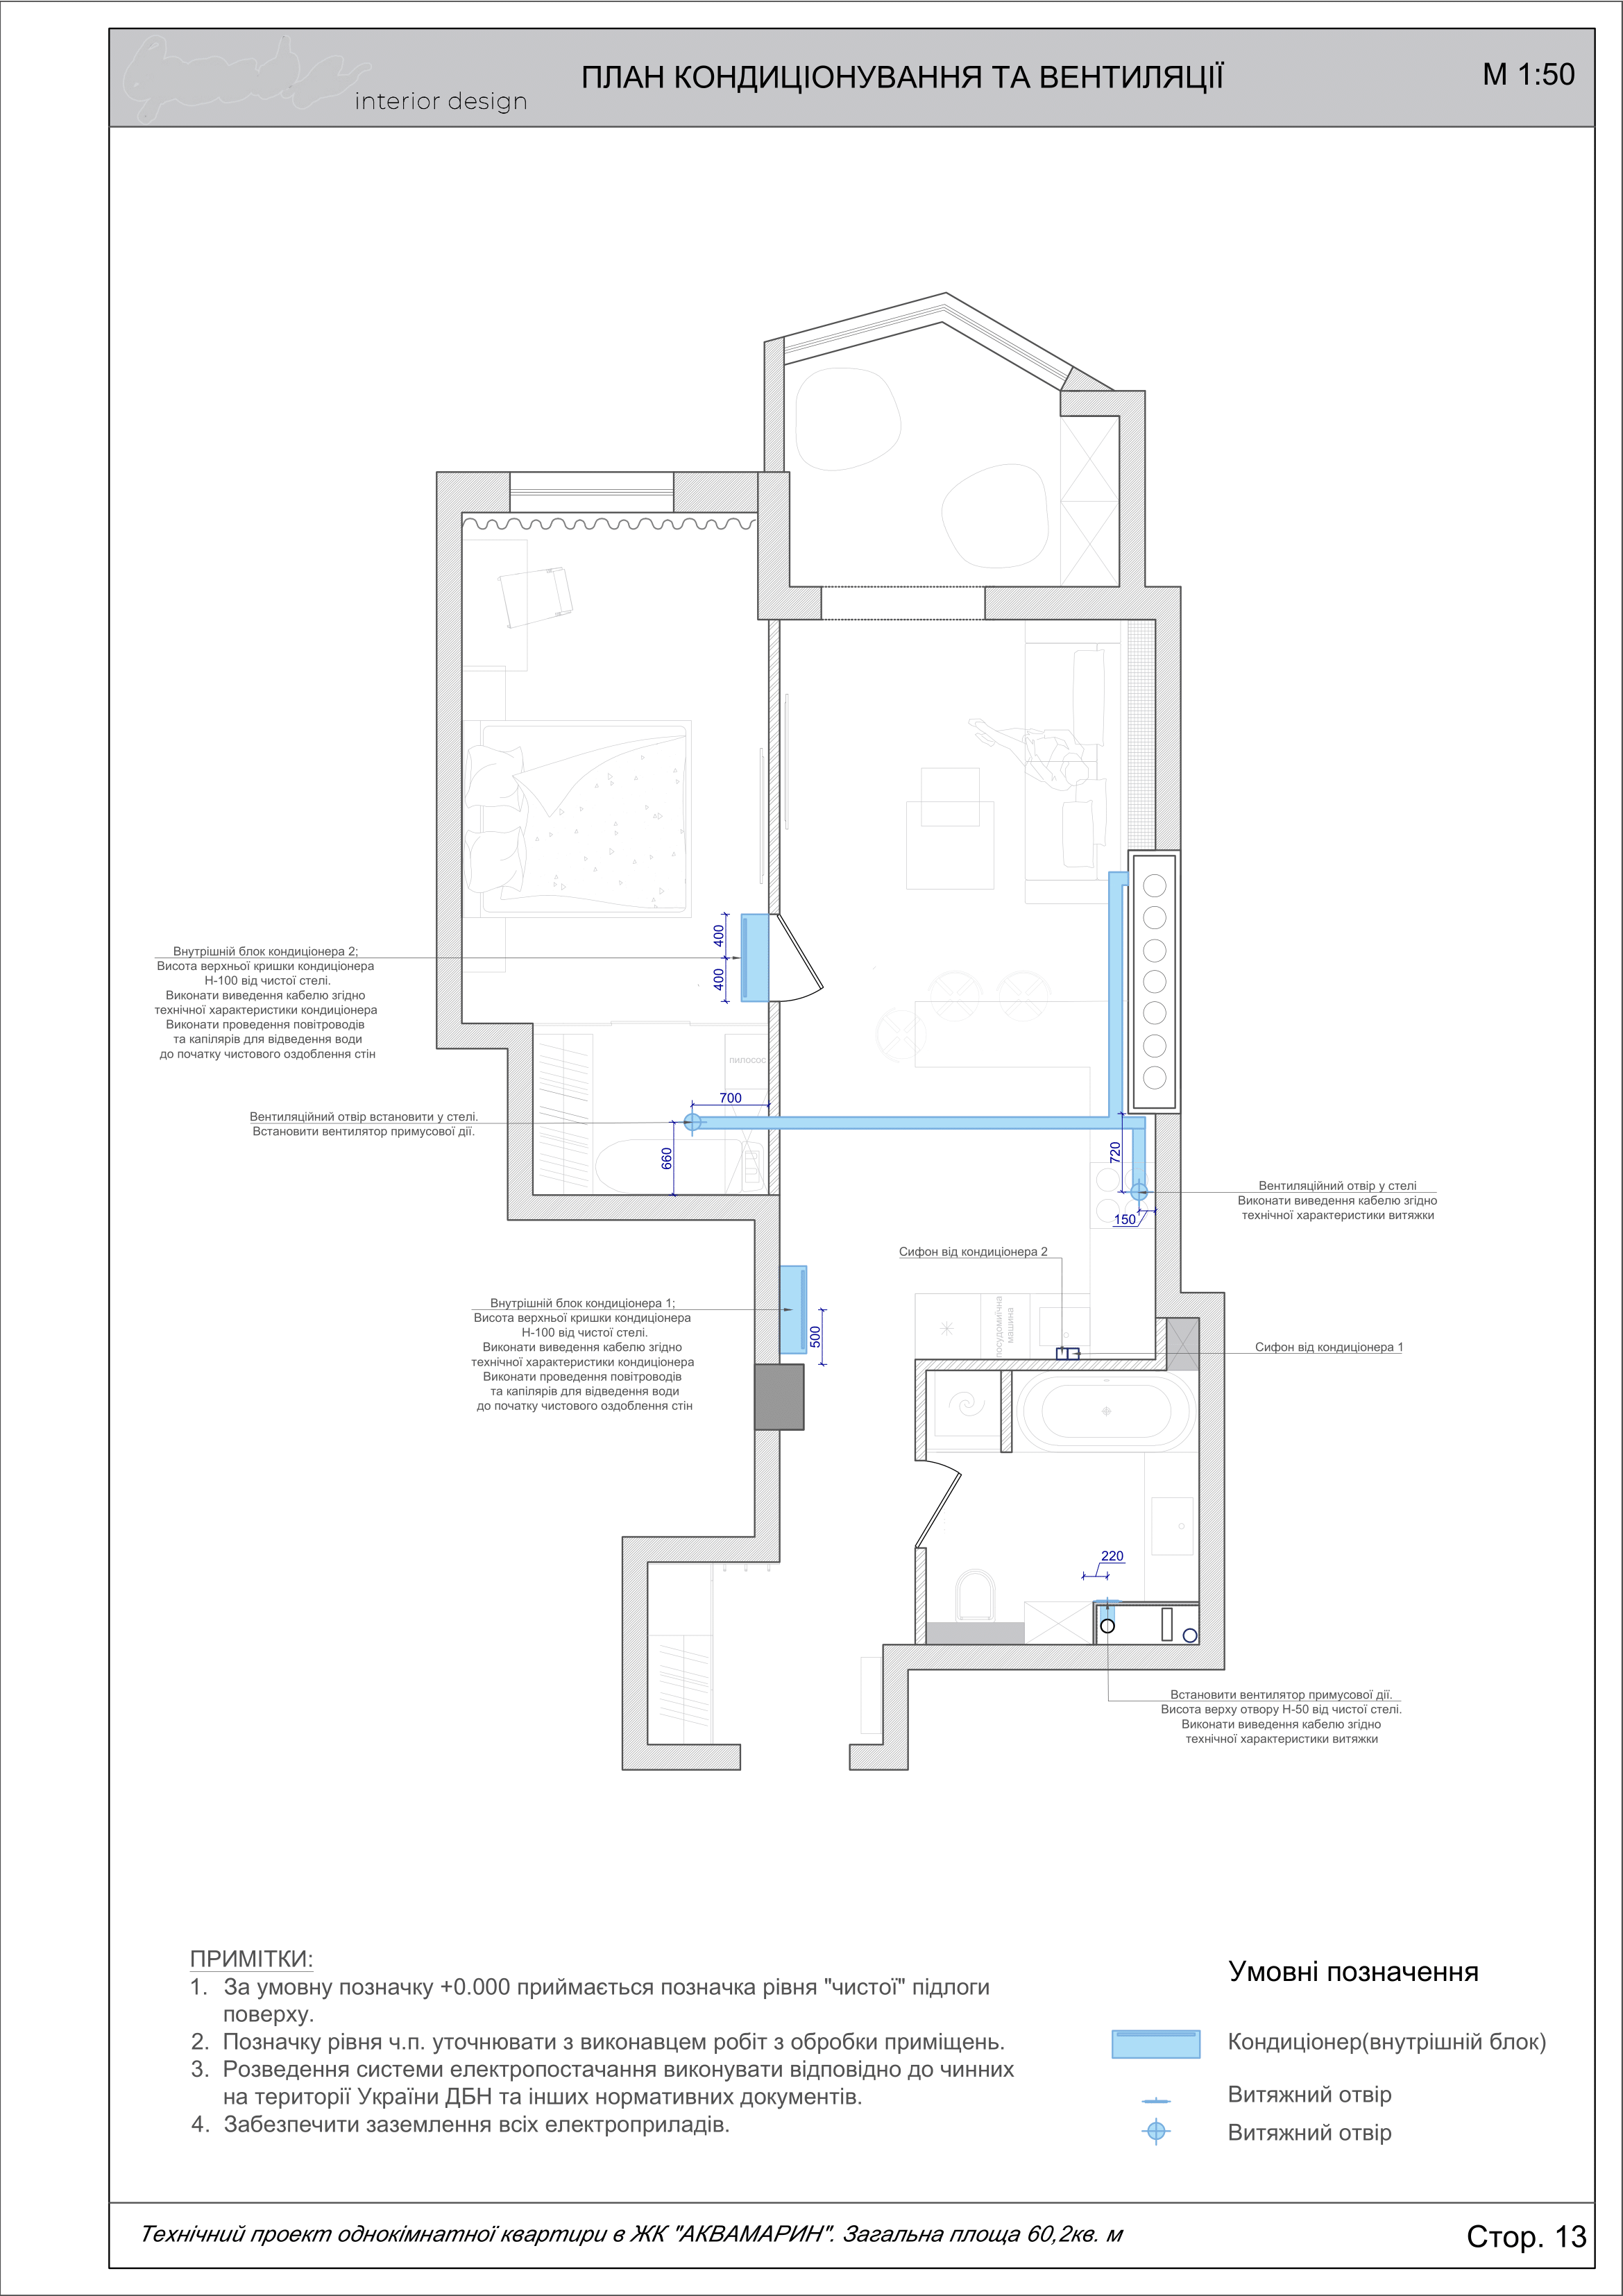 interior design
ПЛАН КОНДИЦІОНУВАННЯ ТА ВЕНТИЛЯЦІЇ
М 1:50
Внутрішній блок кондиціонера 2;
Висота верхньої кришки кондиціонера
Н-100 від чистої стелі.
Виконати виведення кабелю згідно
технічної характеристики кондиціонера
Виконати проведення повітроводів
та капілярів для відведення води
до початку чистового оздоблення стін
400
400
пилосос
700
Вентиляційний отвір встановити у стелі.
Встановити вентилятор примусової дії.
660
720
150
Вентиляційний отвір у стелі
Виконати виведення кабелю згідно
технічної характеристики витяжки
Сифон від кондиціонера 2
Внутрішній блок кондиціонера 1;
Висота верхньої кришки кондиціонера
Н-100 від чистої стелі.
Виконати виведення кабелю згідно
технічної характеристики кондиціонера
Виконати проведення повітроводів
та капілярів для відведення води
до початку чистового оздоблення стін
500
посудомийна
машина
Сифон від кондиціонера 1
220
Встановити вентилятор примусової дії.
Висота верху отвору Н-50 від чистої стелі.
Виконати виведення кабелю згідно
технічної характеристики витяжки
ПРИМІТКИ:
1. За умовну позначку +0.000 приймається позначка рівня "чистої" підлоги
поверху.
2. Позначку рівня ч.п. уточнювати з виконавцем робіт з обробки приміщень.
3. Розведення системи електропостачання виконувати відповідно до чинних
на території України ДБН та інших нормативних документів.
4. Забезпечити заземлення всіх електроприладів.
Умовні позначення
Кондиціонер(внутрішній блок)
Витяжний отвір
Витяжний отвір
Технічний проект однокімнатної квартири в ЖК "АКВАМАРИН". Загальна площа 60,2кв. м
Стор. 13